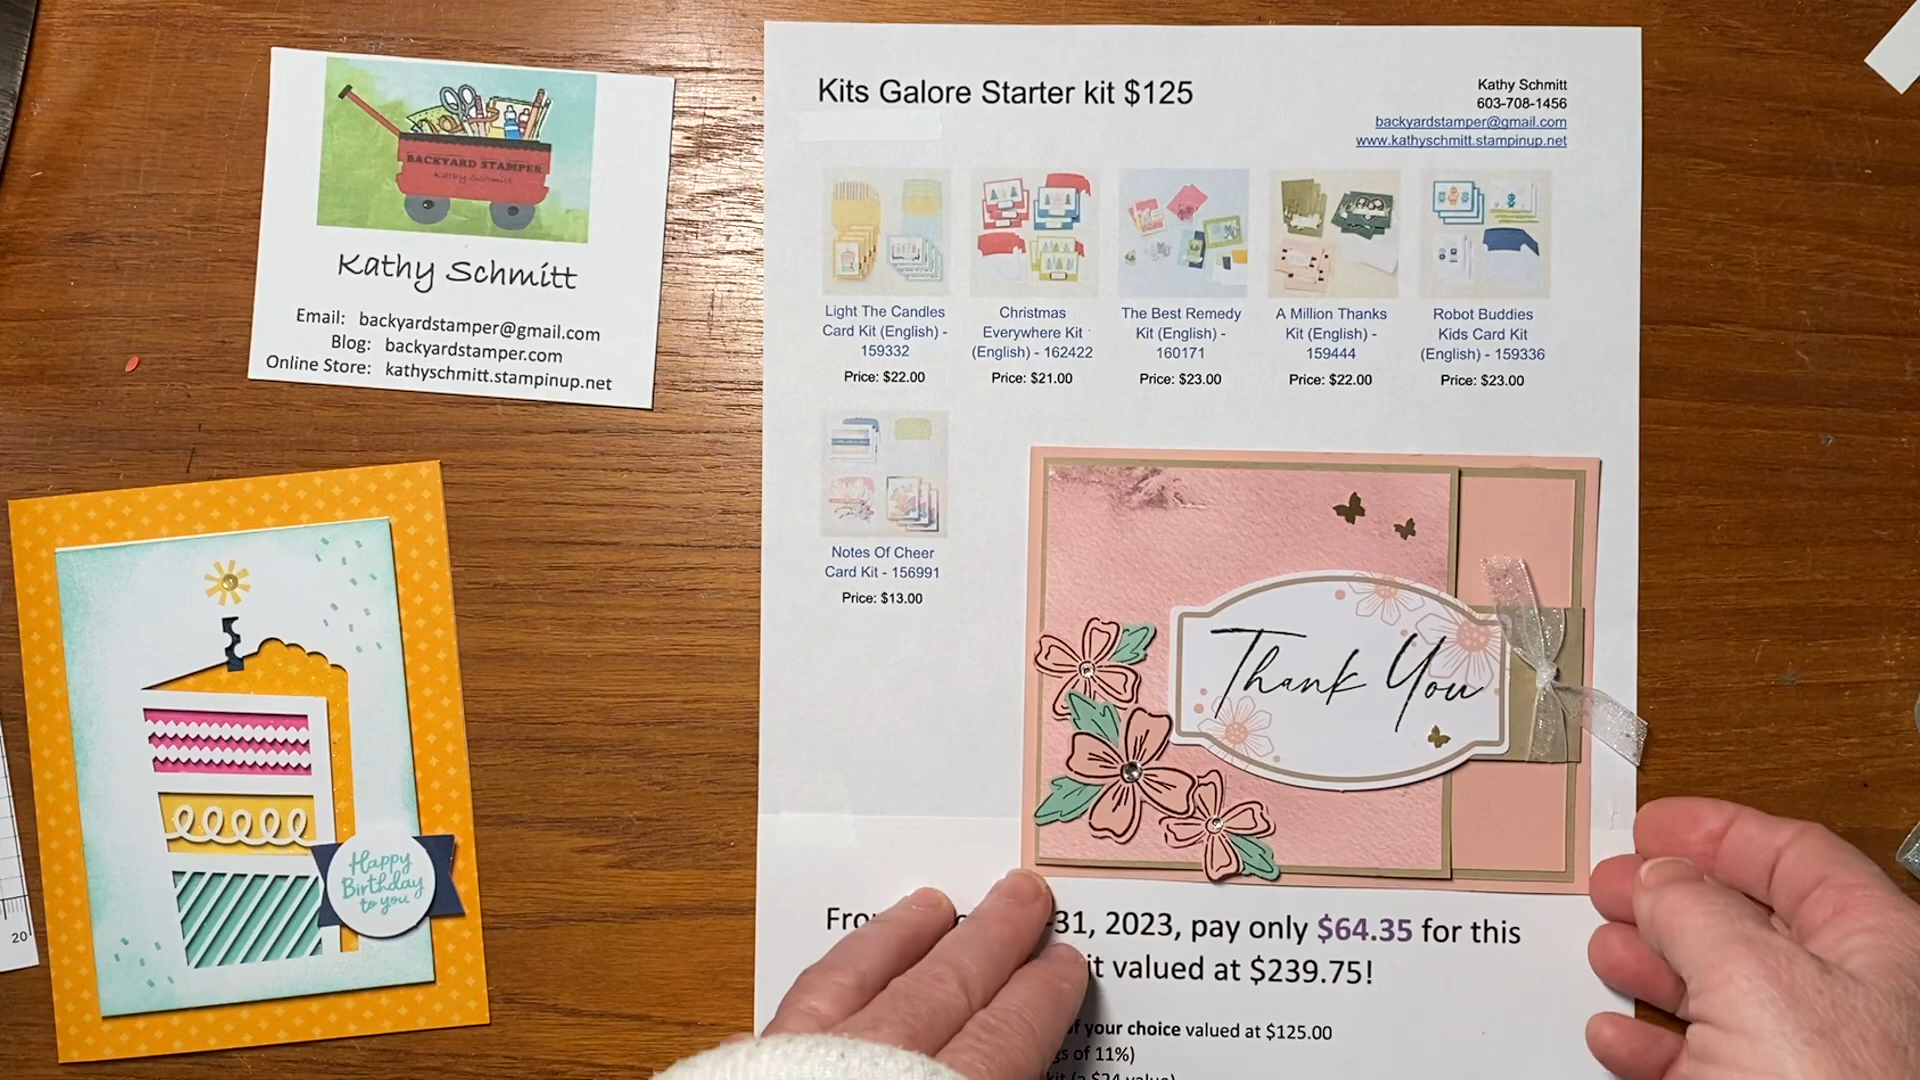 BACKYARD STAMPER
Kathy Schmitt
Kathy Schmitt
Email: backyardstamper@gmail.com
Blog: backyardstamper.com
Online Store: kathyschmitt.stampinup.net
Kits Galore Starter kit $125
Kathy Schmitt
603-708-1456
backyardstamper@gmail.com
www.kathyschmitt.stampinup.net
Light The Candles
Card Kit (English) -
159332
Price: $22.00
Christmas
Everywhere Kit
(English) - 162422
Price: $21.00
The Best Remedy
Kit (English) -
160171
Price: $23.00
A Million Thanks
Kit (English) -
159444
Price: $22.00
Robot Buddies
Kids Card Kit
(English) - 159336
Price: $23.00
Notes Of Cheer
Card Kit - 156991
Price: $13.00
Thank You
Happy
Birthday
to you
20
31, 2023, pay only $64.35 for this
valued at $239.75!
your choice valued at $125.00
of 11%)
kit (a $24 value)